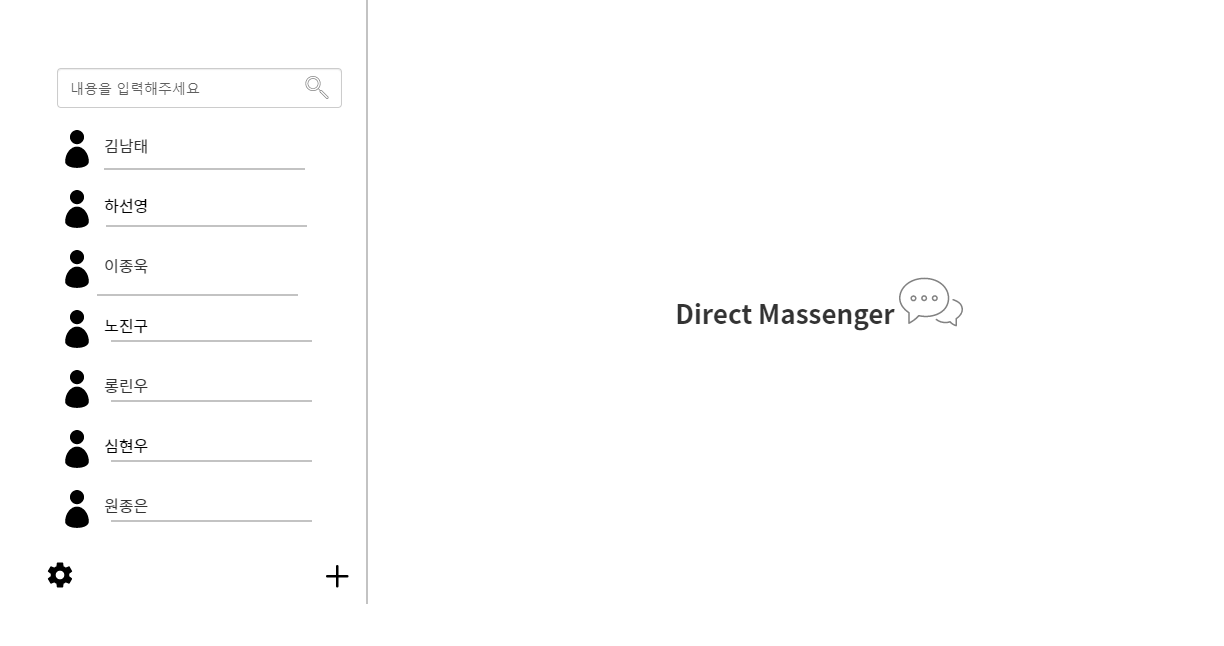 내용을 입력해주세요
김남태
하선영
이종욱
노진구
롱린우
심현우
원종은
Direct Massenger